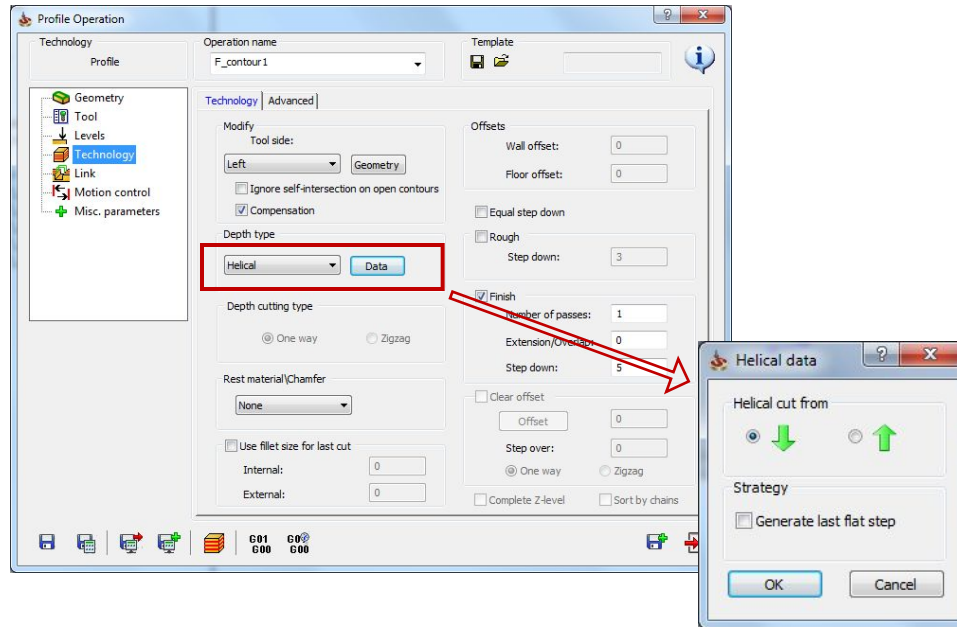 Profile Operation
Technology
Profile
Operation name
F_contour1
Template
Geometry
Tool
Levels
Technology
Link
Motion control
Misc. parameters
Technology
Advanced
Modify
Tool side:
Left
Geometry
Ignore self-intersection on open contours
Compensation
Depth type
Helical
Data
Depth cutting type
One way
Zigzag
Rest material\Chamfer
None
Use fillet size for last cut
Internal: 0
External: 0
Offsets
Wall offset: 0
Floor offset: 0
Equal step down
Rough
Step down: 3
Finish
Number of passes: 1
Extension/Overlap: 0
Step down: 5
Clear offset
Offset 0
Step over: 0
One way
Zigzag
Complete Z-level
Sort by chains
G01
G00
G0
G00
Helical data
Helical cut from
Strategy
Generate last flat step
OK
Cancel